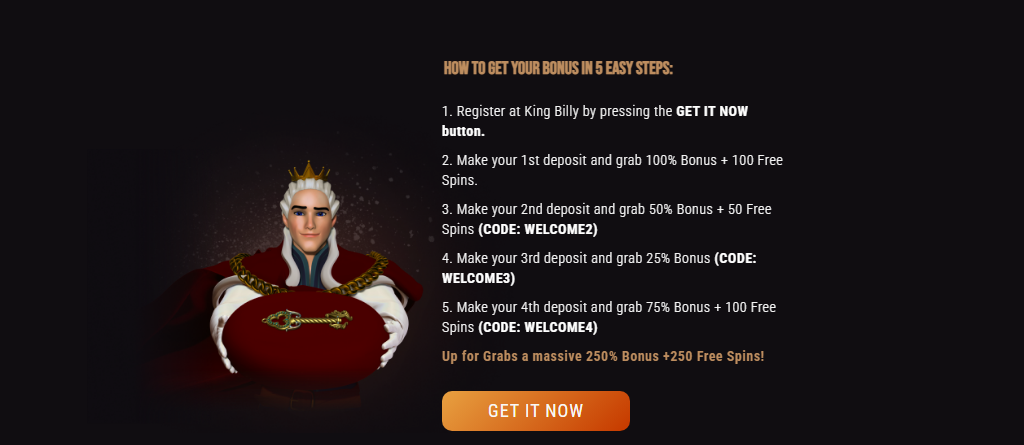 HOW TO GET YOUR BONUS IN 5 EASY STEPS:
1. Register at King Billy by pressing the GET IT NOW
button.
2. Make your 1st deposit and grab 100% Bonus + 100 Free
Spins.
3. Make your 2nd deposit and grab 50% Bonus + 50 Free
Spins (CODE: WELCOME2)
4. Make your 3rd deposit and grab 25% Bonus (CODE:
WELCOME3)
5. Make your 4th deposit and grab 75% Bonus + 100 Free
Spins (CODE: WELCOME4)
Up for Grabs a massive 250% Bonus +250 Free Spins!
GET IT NOW